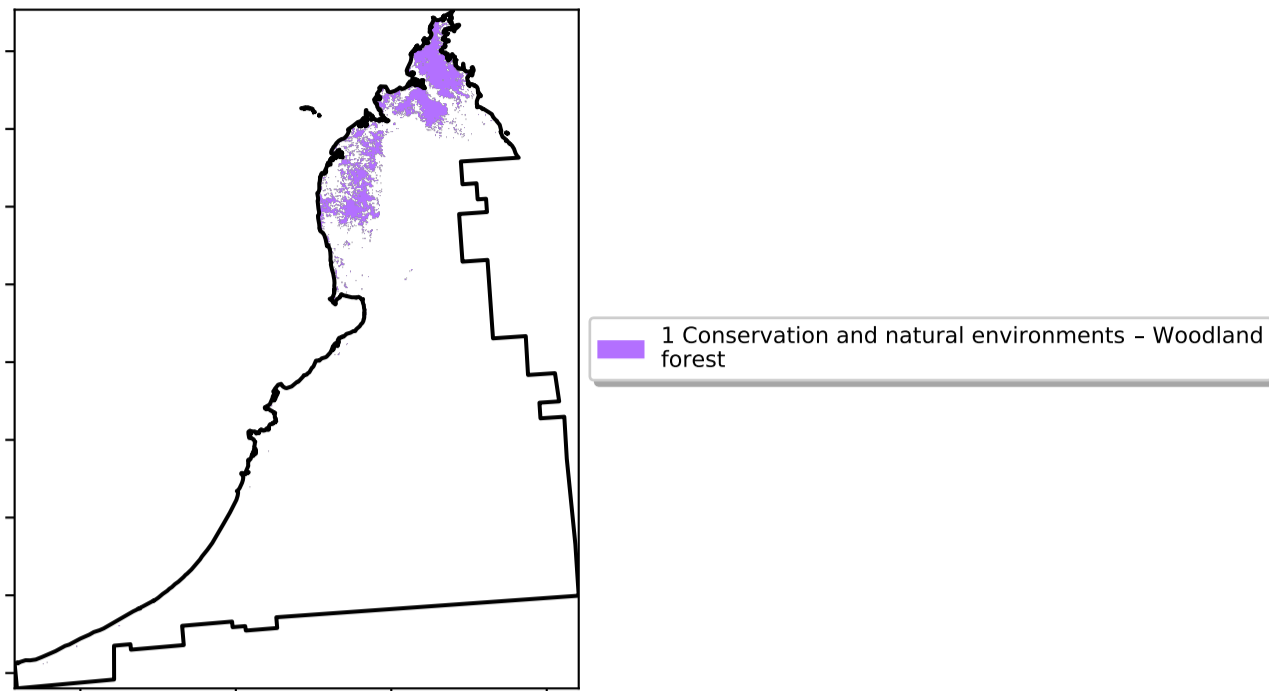 1 Conservation and natural environments – Woodland
forest